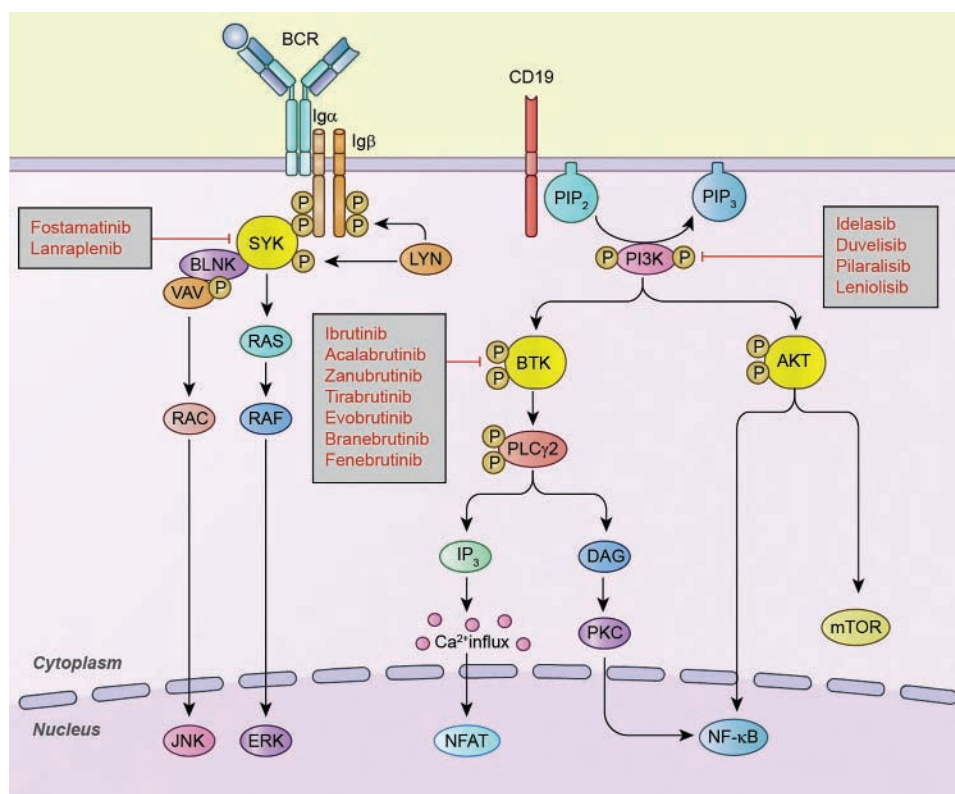 BCR
CD19
Igα
Igβ
PIP2
PIP3
Fostamatinib
Lanraplenib
P
P
P
P
SYK
P
LYN
BLNK
P
VAV
P
PI3K
P
Idelasib
Duvelisib
Pilaralisib
Leniolisib
RAS
Ibrutinib
Acalabrutinib
Zanubrutinib
Tirabrutinib
Evobrutinib
Branebrutinib
Fenebrutinib
P
P
BTK
P
P
AKT
RAC
RAF
P
P
PLCγ2
IP3
DAG
Ca2+influx
PKC
mTOR
Cytoplasm
Nucleus
JNK
ERK
NFAT
NF-κB